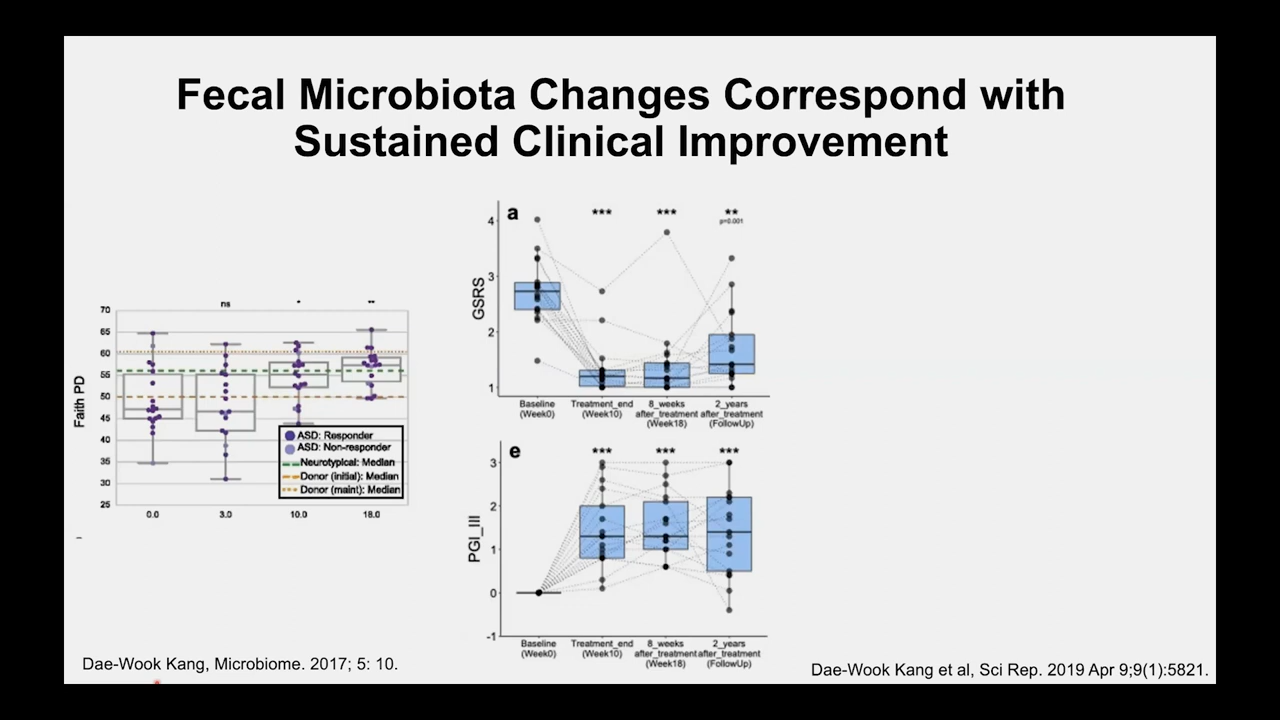 Fecal Microbiota Changes Correspond with
Sustained Clinical Improvement
ns
*
**
70
65
60
55
50
45
40
35
30
25
Faith PD
0.0
3.0
10.0
18.0
ASD: Responder
ASD: Non-responder
Neurotypical: Median
Donor (initial): Median
Donor (maint): Median
a
***
***
**
p=0.001
4
3
2
1
GSRS
Baseline
(Week0)
Treatment_end
(Week10)
8_weeks
after_treatment
(Week18)
2_years
after_treatment
(FollowUp)
e
***
***
***
3
2
1
0
-1
PGI_III
Baseline
(Week0)
Treatment_end
(Week10)
8_weeks
after_treatment
(Week18)
2_years
after_treatment
(FollowUp)
Dae-Wook Kang, Microbiome. 2017; 5: 10.
Dae-Wook Kang et al, Sci Rep. 2019 Apr 9;9(1):5821.